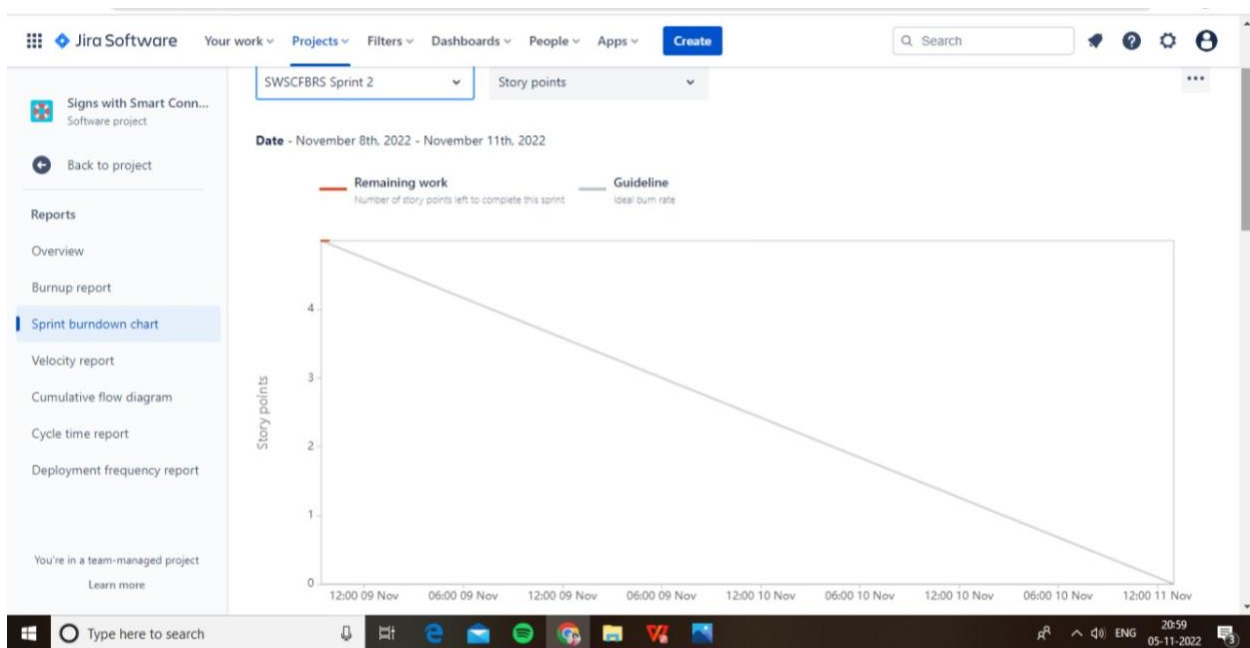 Jira Software Your work Projects Filters Dashboards People Apps Create Search
SWSCFBRS Sprint 2 Story points
Signs with Smart Conn...
Software project
Back to project
Reports
Overview
Burnup report
Sprint burndown chart
Velocity report
Cumulative flow diagram
Cycle time report
Deployment frequency report
You're in a team-managed project
Learn more
Date - November 8th, 2022 - November 11th, 2022
Remaining work
Number of story points left to complete this sprint
Guideline
Ideal burn rate
Story points
4
3
2
1
0
12:00 09 Nov 06:00 09 Nov 12:00 09 Nov 06:00 09 Nov 12:00 10 Nov 06:00 10 Nov 12:00 10 Nov 06:00 10 Nov 12:00 11 Nov
Type here to search
ENG
20:59
05-11-2022
3